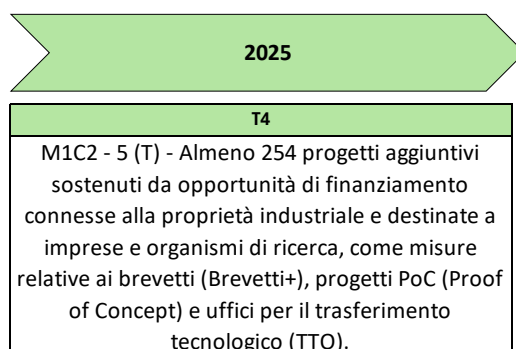 2025
T4
M1C2 - 5 (T) - Almeno 254 progetti aggiuntivi
sostenuti da opportunità di finanziamento
connesse alla proprietà industriale e destinate a
imprese e organismi di ricerca, come misure
relative ai brevetti (Brevetti+), progetti PoC (Proof
of Concept) e uffici per il trasferimento
tecnologico (TTO).